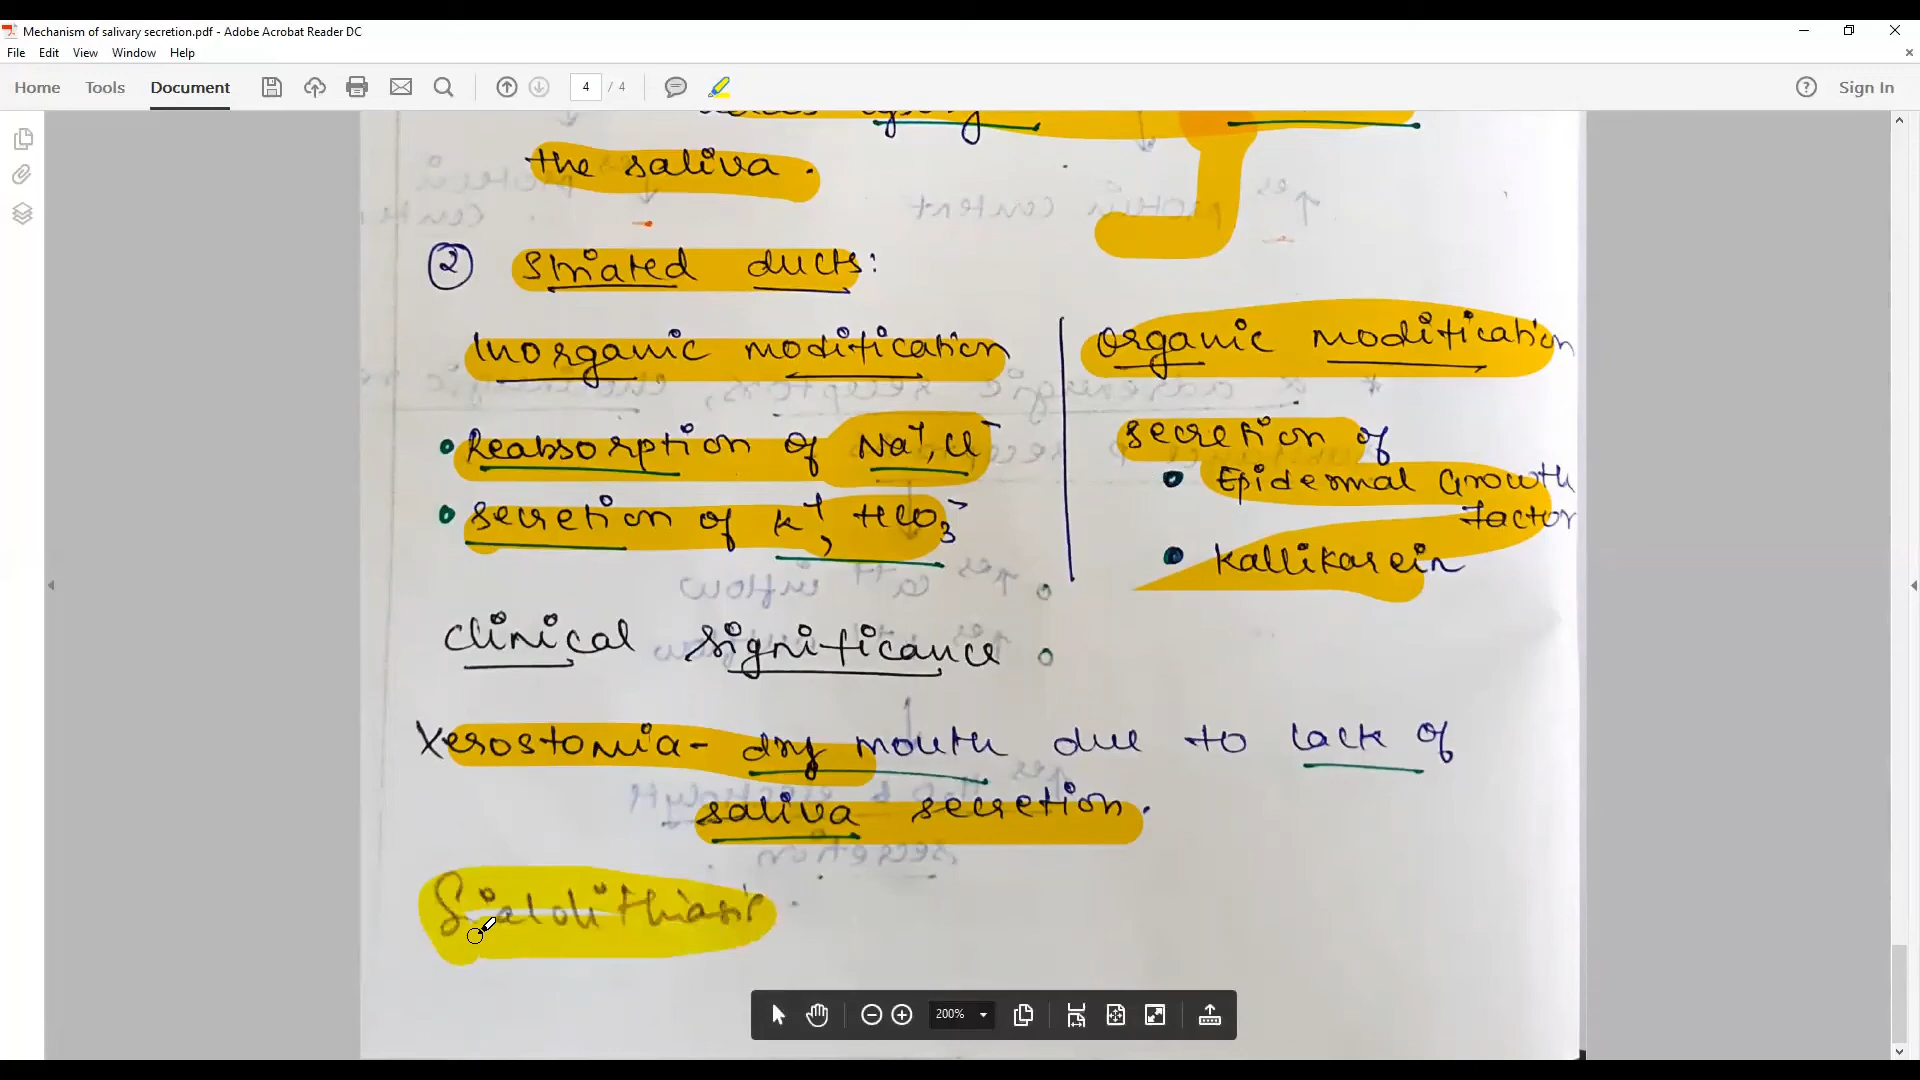 Mechanism of salivary secretion.pdf - Adobe Acrobat Reader DC
File Edit View Window Help
Home Tools Document 4 / 4 Sign In
the saliva.
② Striated ducts:
Inorganic modification
• Reabsorption of Na⁺, Cl⁻
• secretion of K⁺, HCO₃⁻
organic modification
secretion of
• Epidermal Growth
factor
• Kallikarein
clinical significance
Xerostomia- dry mouth due to lack of
saliva secretion.
Sialolithiasis.
200%